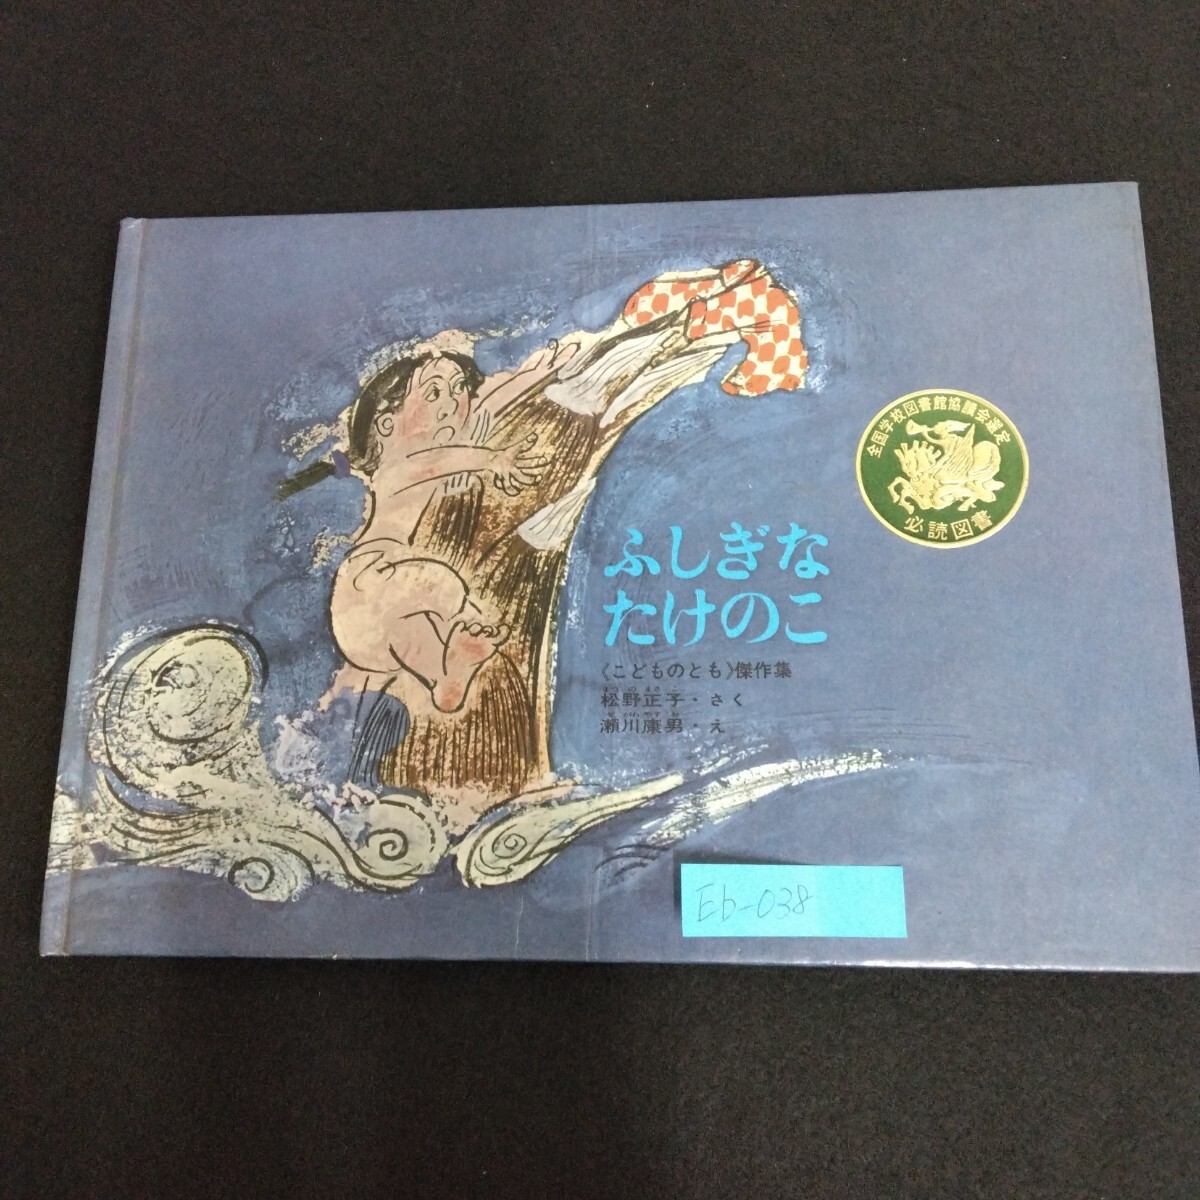 ふしぎな
たけのこ
《こどものとも》傑作集
松野正子・さく
瀬川康男・え
全国学校図書館協議会選定
必読図書
Eb-038